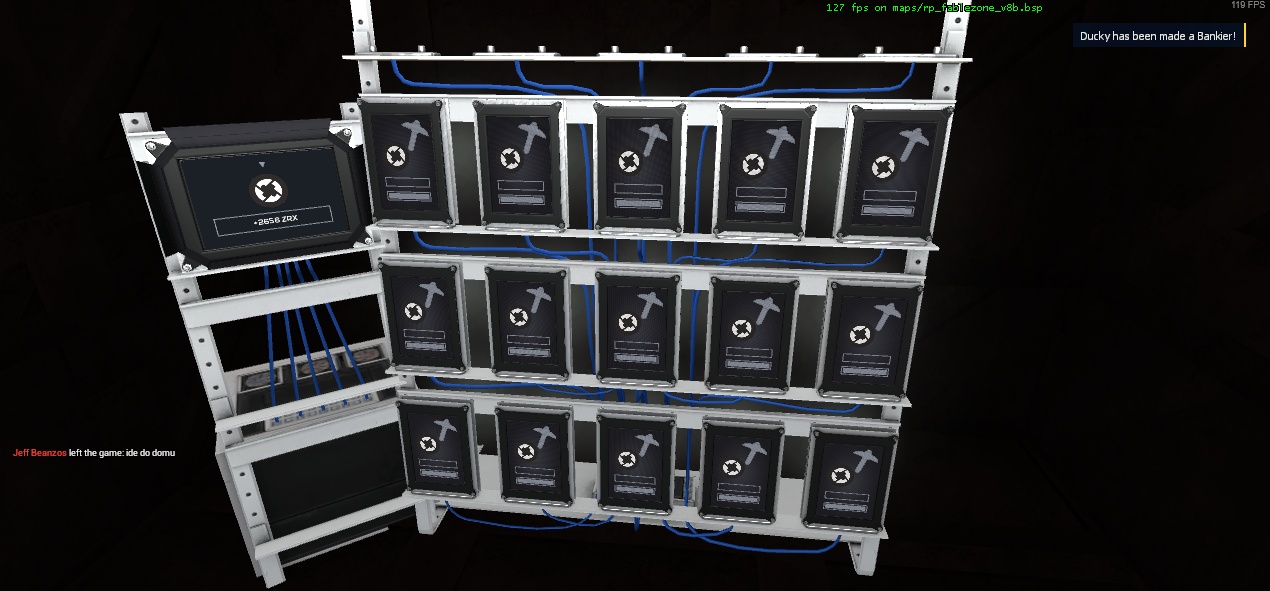 127 fps on maps/rp_fablezone_v8b.bsp
119 FPS
Ducky has been made a Bankier!
+2656 ZRX
Jeff Beanzos left the game: ide do domu